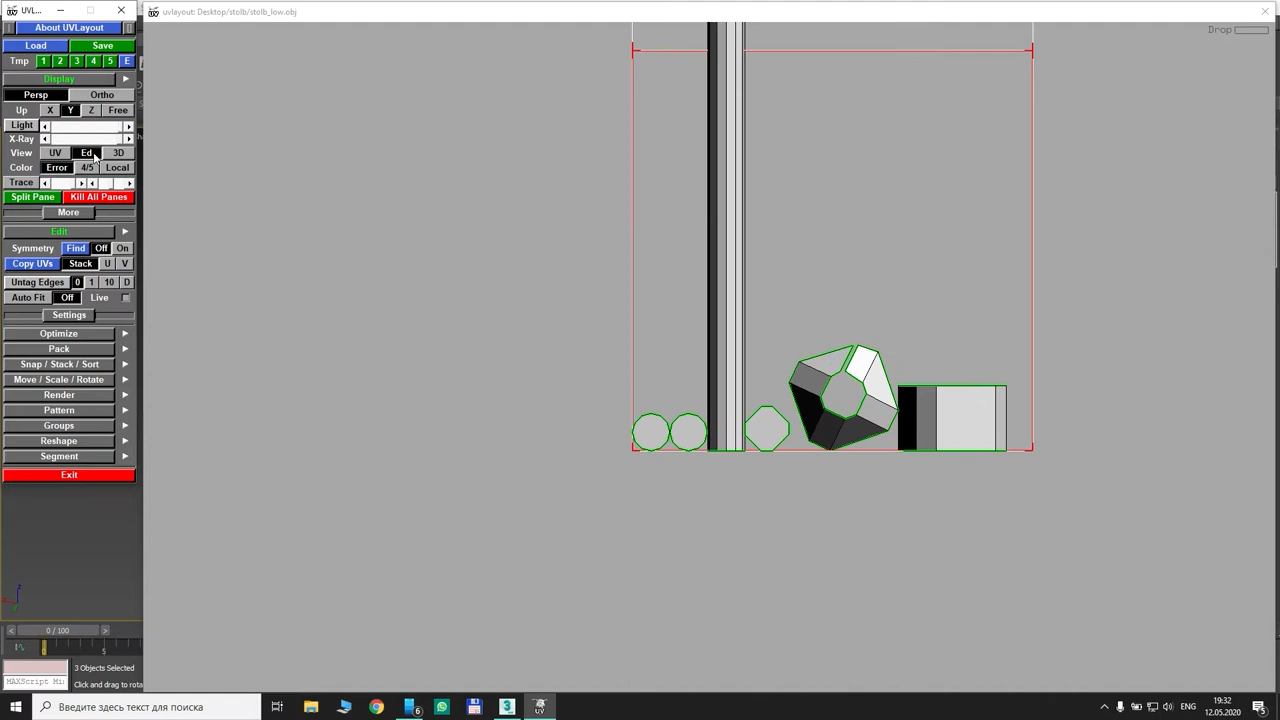 UVL...
uvlayout: Desktop/stolb/stolb_low.obj
About UVLayout
Drop
Load Save
Tmp 1 2 3 4 5 E
Display
Persp Ortho
Up X Y Z Free
Light
X-Ray
View UV Ed 3D
Color Error 4/5 Local
Trace
Split Pane Kill All Panes
More
Edit
Symmetry Find Off On
Copy UVs Stack U V
Untag Edges 0 1 10 D
Auto Fit Off Live
Settings
Optimize
Pack
Snap / Stack / Sort
Move / Scale / Rotate
Render
Pattern
Groups
Reshape
Segment
Exit
0 / 100
5
3 Objects Selected
MAXScript Mi
Click and drag to rota
Введите здесь текст для поиска
6
3
UV
ENG
19:32
12.05.2020
5